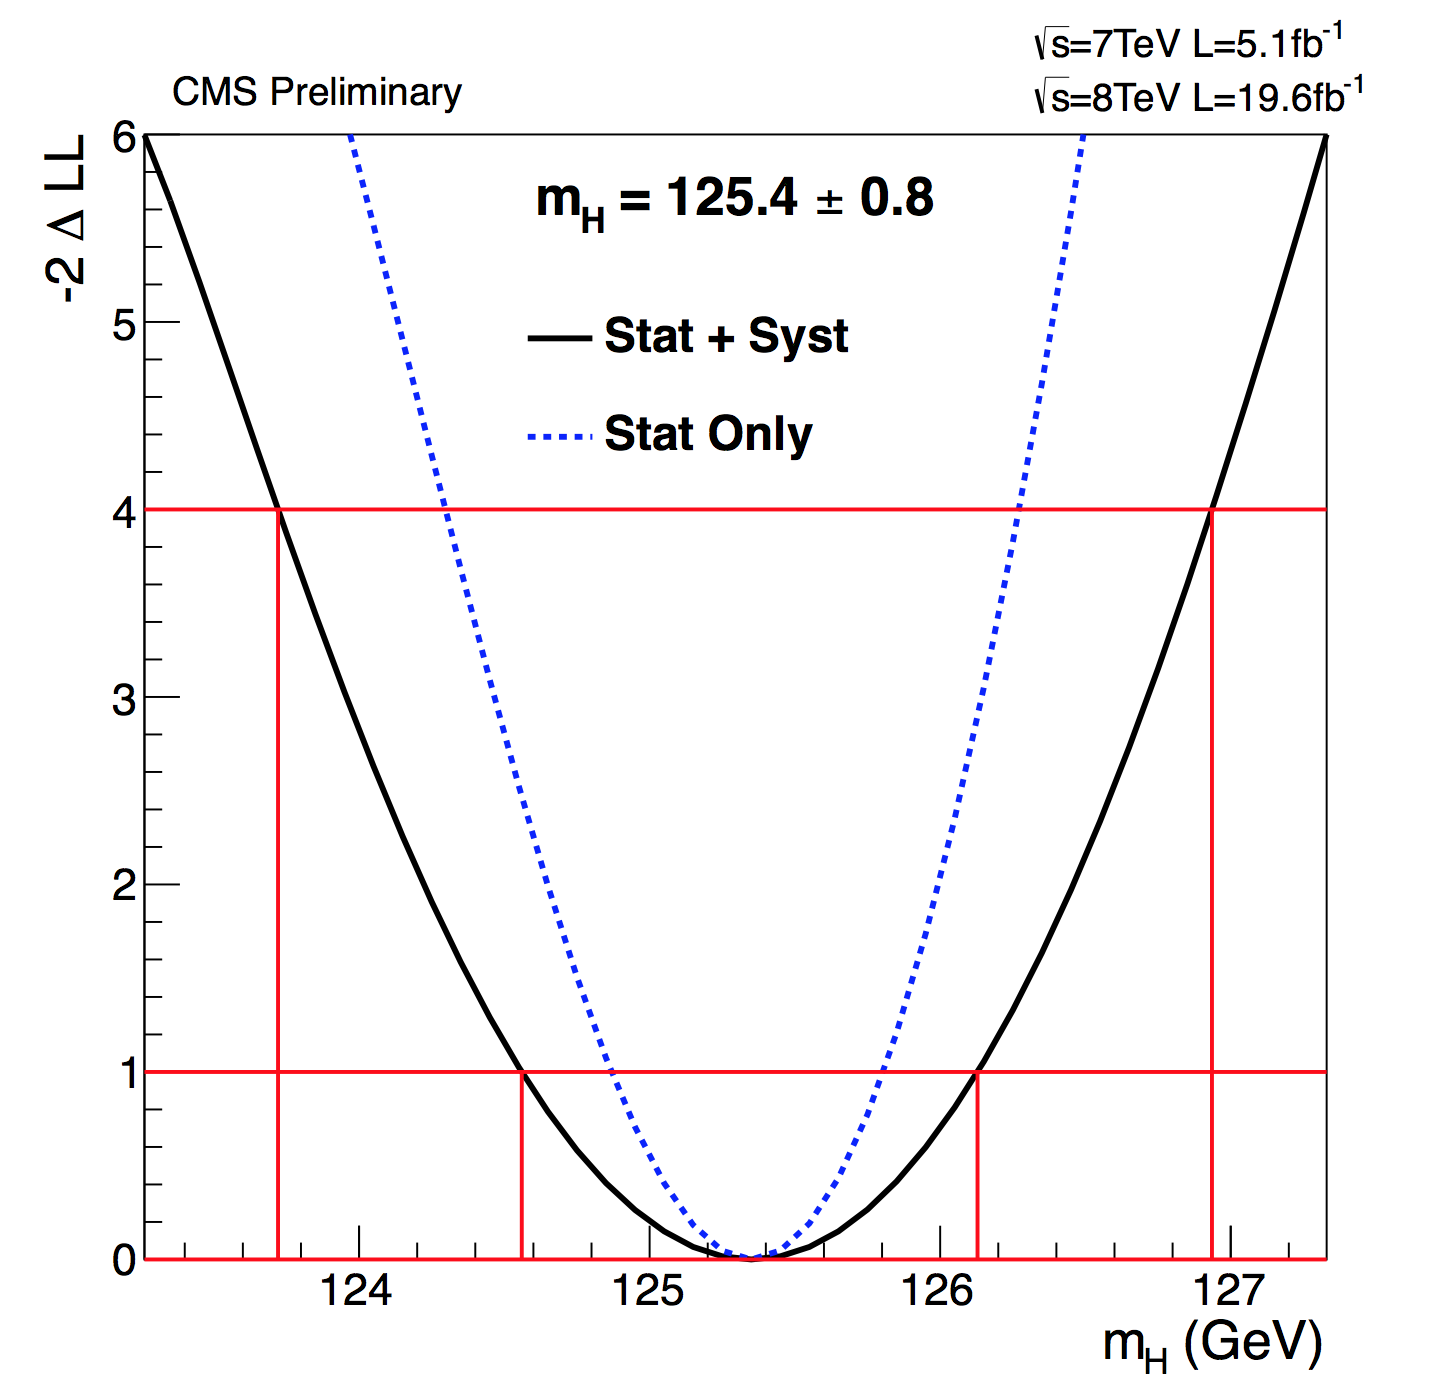 √s=7TeV L=5.1fb-1
CMS Preliminary
√s=8TeV L=19.6fb-1
-2 Δ LL
6
5
4
3
2
1
0
mH = 125.4 ± 0.8
Stat + Syst
Stat Only
124 125 126 127
mH (GeV)